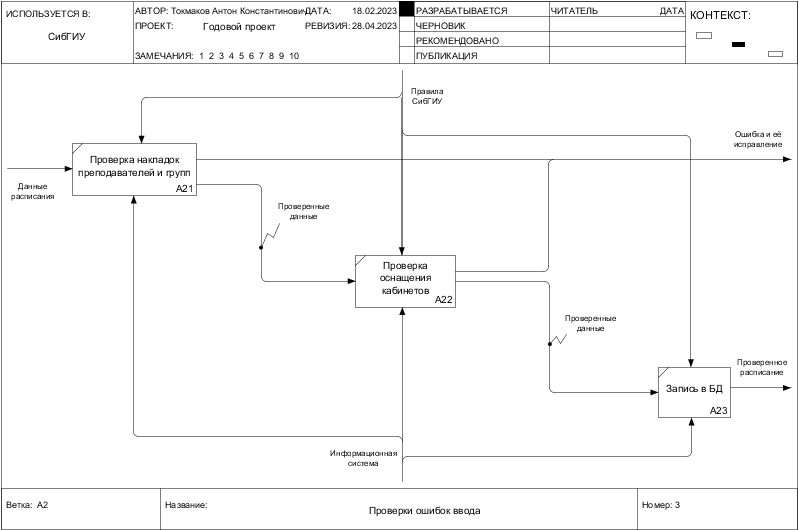 ИСПОЛЬЗУЕТСЯ В:
СибГИУ
АВТОР: Токмаков Антон Константинович
ДАТА: 18.02.2023
ПРОЕКТ: Годовой проект
РЕВИЗИЯ: 28.04.2023
ЗАМЕЧАНИЯ: 1 2 3 4 5 6 7 8 9 10
РАЗРАБАТЫВАЕТСЯ
ЧЕРНОВИК
РЕКОМЕНДОВАНО
ПУБЛИКАЦИЯ
ЧИТАТЕЛЬ ДАТА
КОНТЕКСТ:
Правила
СибГИУ
Ошибка и её
исправление
Проверка накладок
преподавателей и групп
A21
Данные
расписания
Проверенные
данные
Проверка
оснащения
кабинетов
A22
Проверенные
данные
Проверенное
расписание
Запись в БД
A23
Информационная
система
Ветка: A2
Название:
Проверки ошибок ввода
Номер: 3